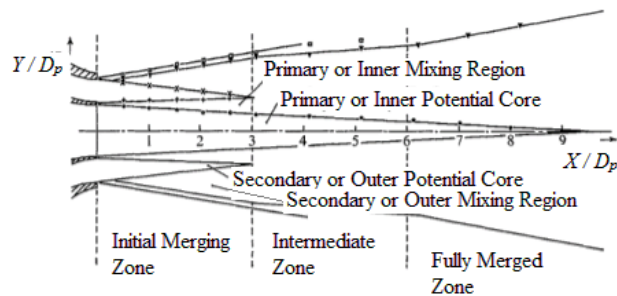 Y / D_P
Primary or Inner Mixing Region
Primary or Inner Potential Core
1 2 3 4 5 6 7 8 9
X / D_P
Secondary or Outer Potential Core
Secondary or Outer Mixing Region
Initial Merging
Zone
Intermediate
Zone
Fully Merged
Zone